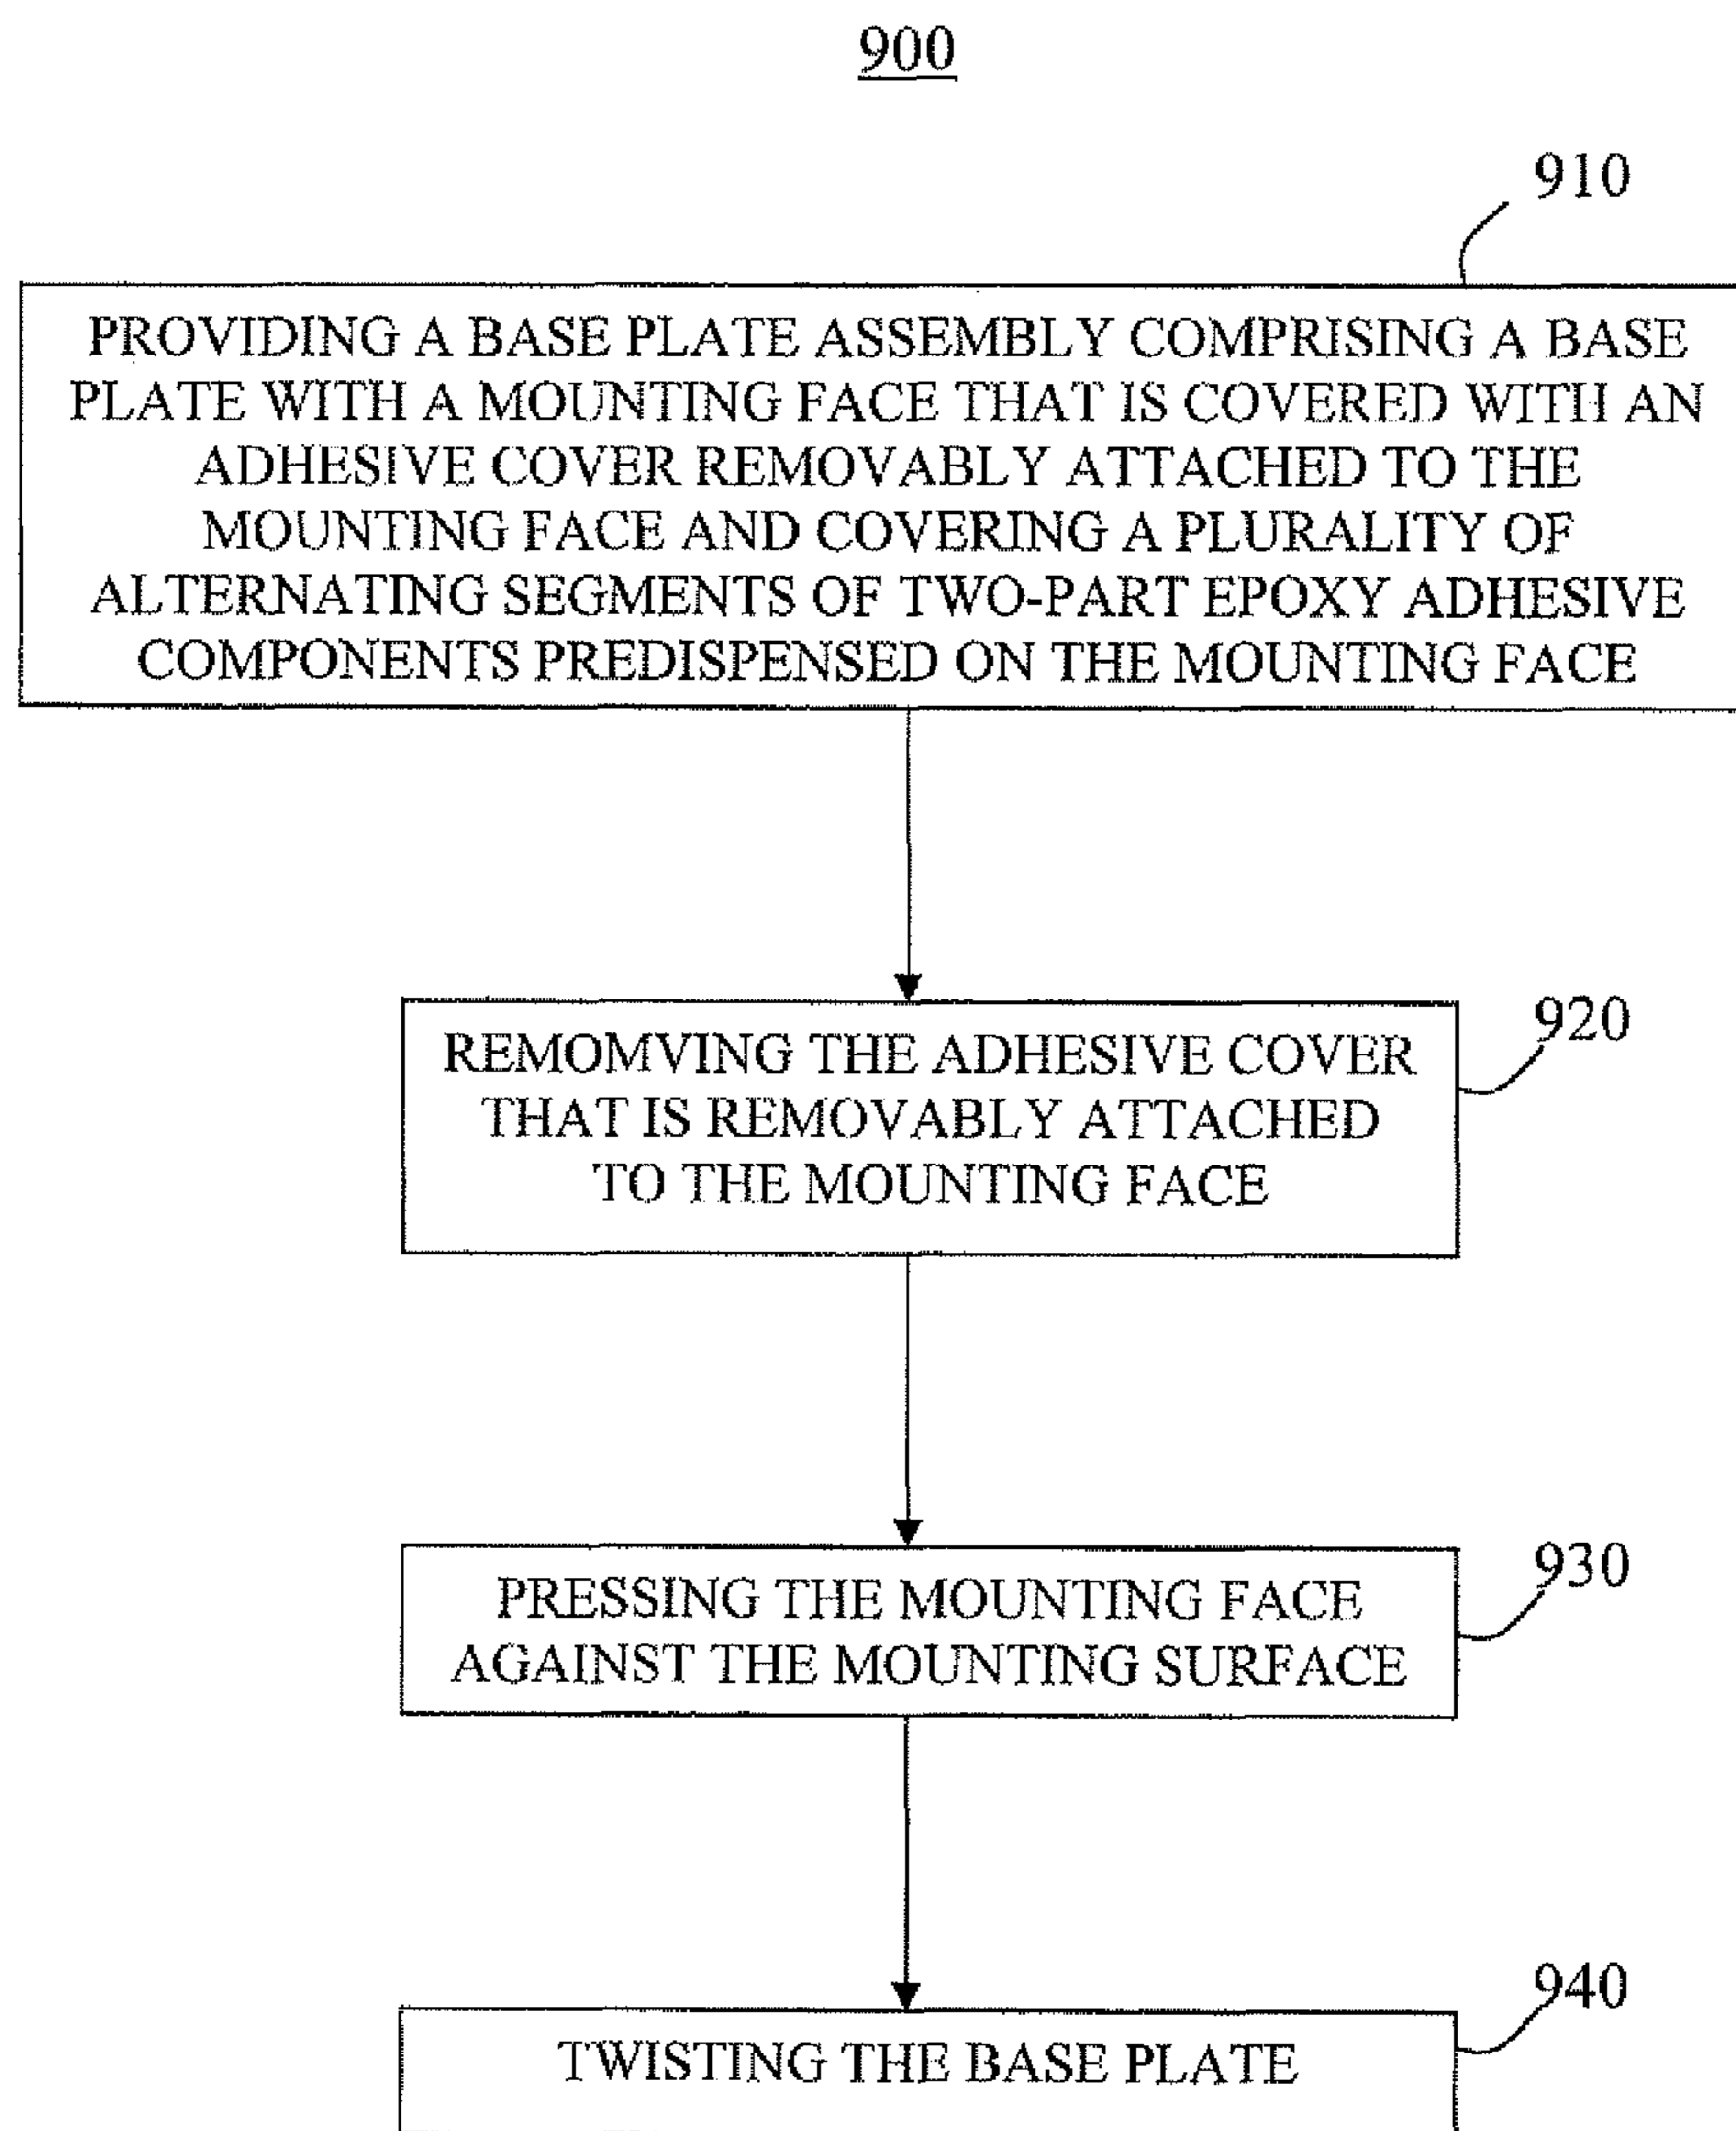 900
910
PROVIDING A BASE PLATE ASSEMBLY COMPRISING A BASE
PLATE WITH A MOUNTING FACE THAT IS COVERED WITH AN
ADHESIVE COVER REMOVABLY ATTACHED TO THE
MOUNTING FACE AND COVERING A PLURALITY OF
ALTERNATING SEGMENTS OF TWO-PART EPOXY ADHESIVE
COMPONENTS PREDISPENSED ON THE MOUNTING FACE
920
REMOMVING THE ADHESIVE COVER
THAT IS REMOVABLY ATTACHED
TO THE MOUNTING FACE
930
PRESSING THE MOUNTING FACE
AGAINST THE MOUNTING SURFACE
940
TWISTING THE BASE PLATE